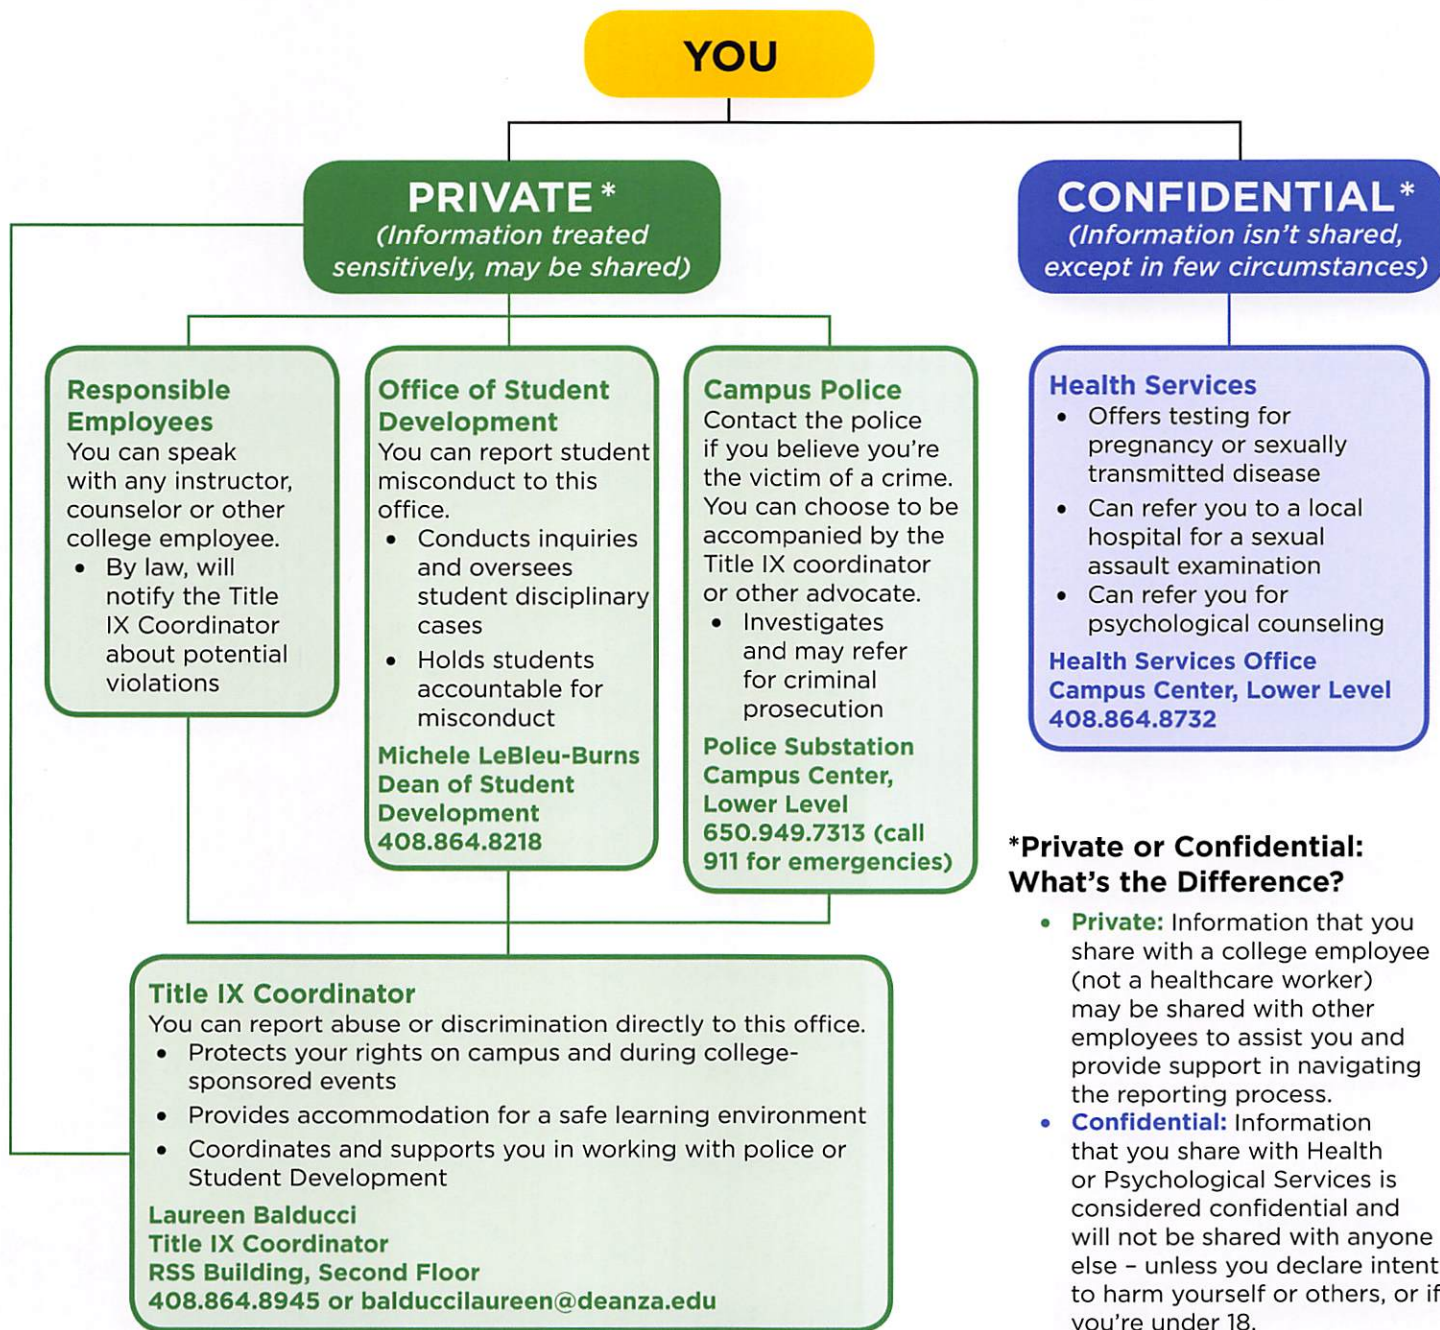 YOU
PRIVATE*
(Information treated
sensitively, may be shared)
CONFIDENTIAL*
(Information isn't shared,
except in few circumstances)
Responsible
Employees
You can speak
with any instructor,
counselor or other
college employee.
• By law, will
notify the Title
IX Coordinator
about potential
violations
Office of Student
Development
You can report student
misconduct to this
office.
• Conducts inquiries
and oversees
student disciplinary
cases
• Holds students
accountable for
misconduct
Michele LeBleu-Burns
Dean of Student
Development
408.864.8218
Campus Police
Contact the police
if you believe you're
the victim of a crime.
You can choose to be
accompanied by the
Title IX coordinator
or other advocate.
• Investigates
and may refer
for criminal
prosecution
Police Substation
Campus Center,
Lower Level
650.949.7313 (call
911 for emergencies)
Health Services
• Offers testing for
pregnancy or sexually
transmitted disease
• Can refer you to a local
hospital for a sexual
assault examination
• Can refer you for
psychological counseling
Health Services Office
Campus Center, Lower Level
408.864.8732
Title IX Coordinator
You can report abuse or discrimination directly to this office.
• Protects your rights on campus and during college-
sponsored events
• Provides accommodation for a safe learning environment
• Coordinates and supports you in working with police or
Student Development
Laureen Balducci
Title IX Coordinator
RSS Building, Second Floor
408.864.8945 or balduccilaureen@deanza.edu
*Private or Confidential:
What's the Difference?
• Private: Information that you
share with a college employee
(not a healthcare worker)
may be shared with other
employees to assist you and
provide support in navigating
the reporting process.
• Confidential: Information
that you share with Health
or Psychological Services is
considered confidential and
will not be shared with anyone
else – unless you declare intent
to harm yourself or others, or if
you're under 18.